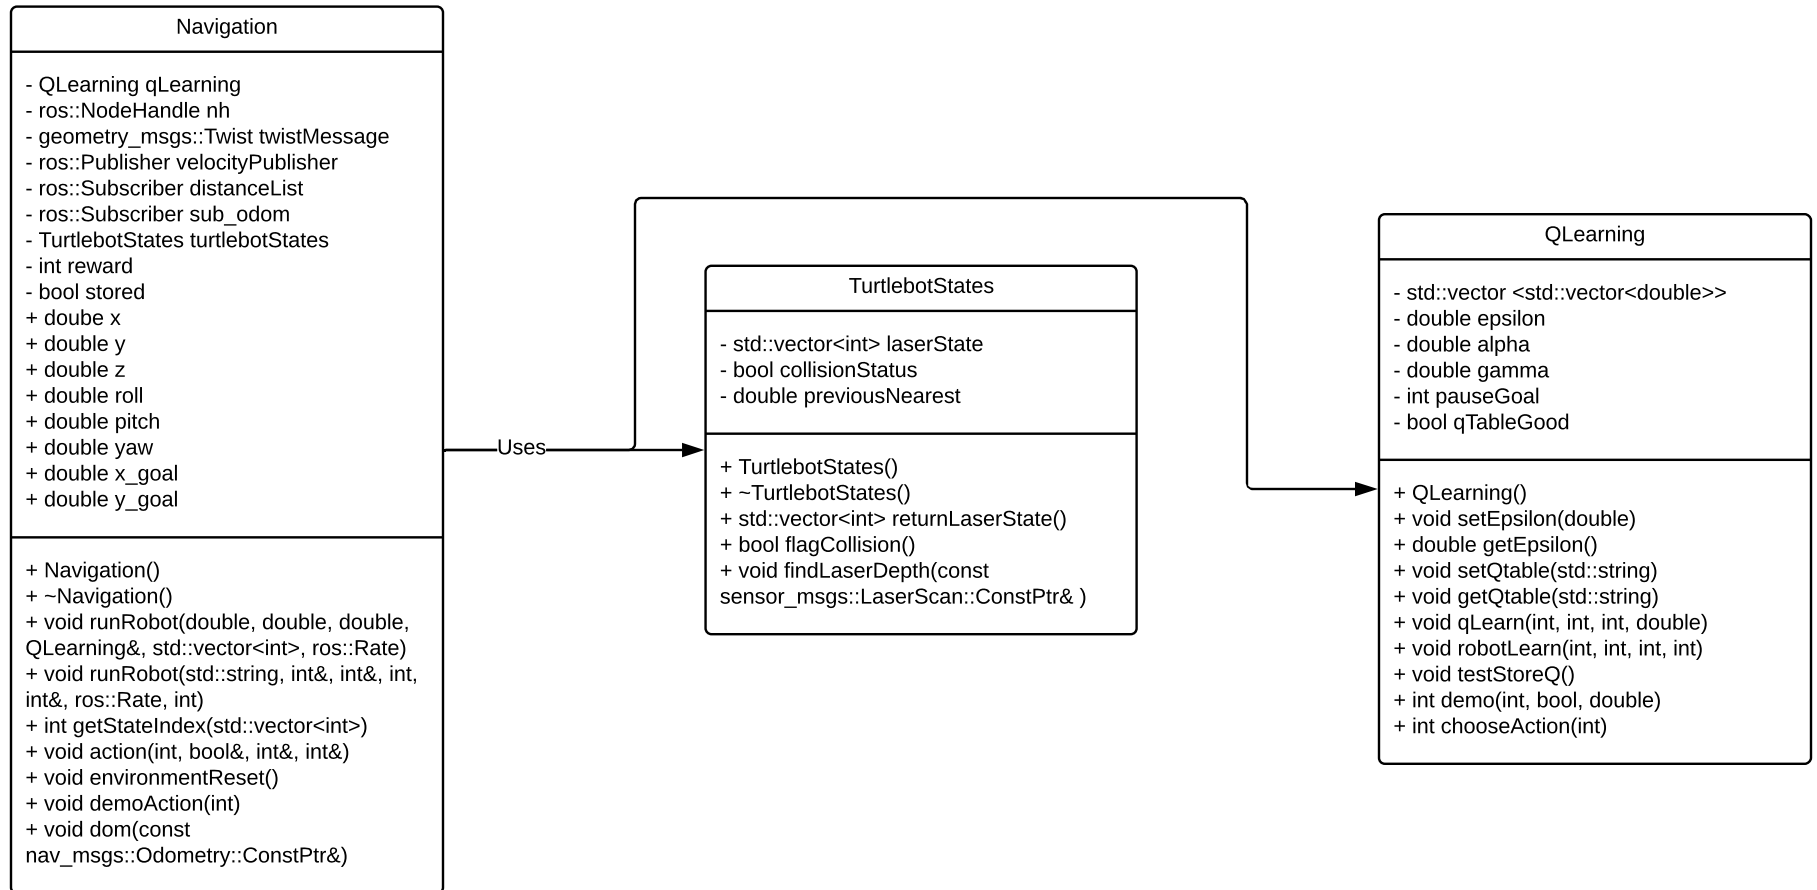 Navigation
- QLearning qLearning
- ros::NodeHandle nh
- geometry_msgs::Twist twistMessage
- ros::Publisher velocityPublisher
- ros::Subscriber distanceList
- ros::Subscriber sub_odom
- TurtlebotStates turtlebotStates
- int reward
- bool stored
+ doube x
+ double y
+ double z
+ double roll
+ double pitch
+ double yaw
+ double x_goal
+ double y_goal
+ Navigation()
+ ~Navigation()
+ void runRobot(double, double, double,
QLearning&, std::vector<int>, ros::Rate)
+ void runRobot(std::string, int&, int&, int,
int&, ros::Rate, int)
+ int getStateIndex(std::vector<int>)
+ void action(int, bool&, int&, int&)
+ void environmentReset()
+ void demoAction(int)
+ void dom(const
nav_msgs::Odometry::ConstPtr&)
Uses
TurtlebotStates
- std::vector<int> laserState
- bool collisionStatus
- double previousNearest
+ TurtlebotStates()
+ ~TurtlebotStates()
+ std::vector<int> returnLaserState()
+ bool flagCollision()
+ void findLaserDepth(const
sensor_msgs::LaserScan::ConstPtr& )
QLearning
- std::vector <std::vector<double>>
- double epsilon
- double alpha
- double gamma
- int pauseGoal
- bool qTableGood
+ QLearning()
+ void setEpsilon(double)
+ double getEpsilon()
+ void setQtable(std::string)
+ void getQtable(std::string)
+ void qLearn(int, int, int, double)
+ void robotLearn(int, int, int, int)
+ void testStoreQ()
+ int demo(int, bool, double)
+ int chooseAction(int)